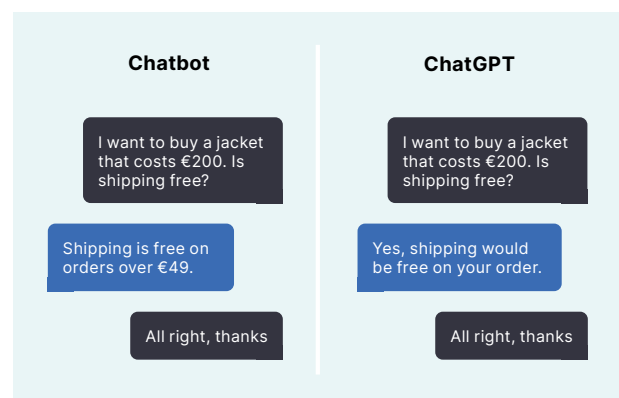 Chatbot
I want to buy a jacket
that costs €200. Is
shipping free?
Shipping is free on
orders over €49.
All right, thanks
ChatGPT
I want to buy a jacket
that costs €200. Is
shipping free?
Yes, shipping would
be free on your order.
All right, thanks